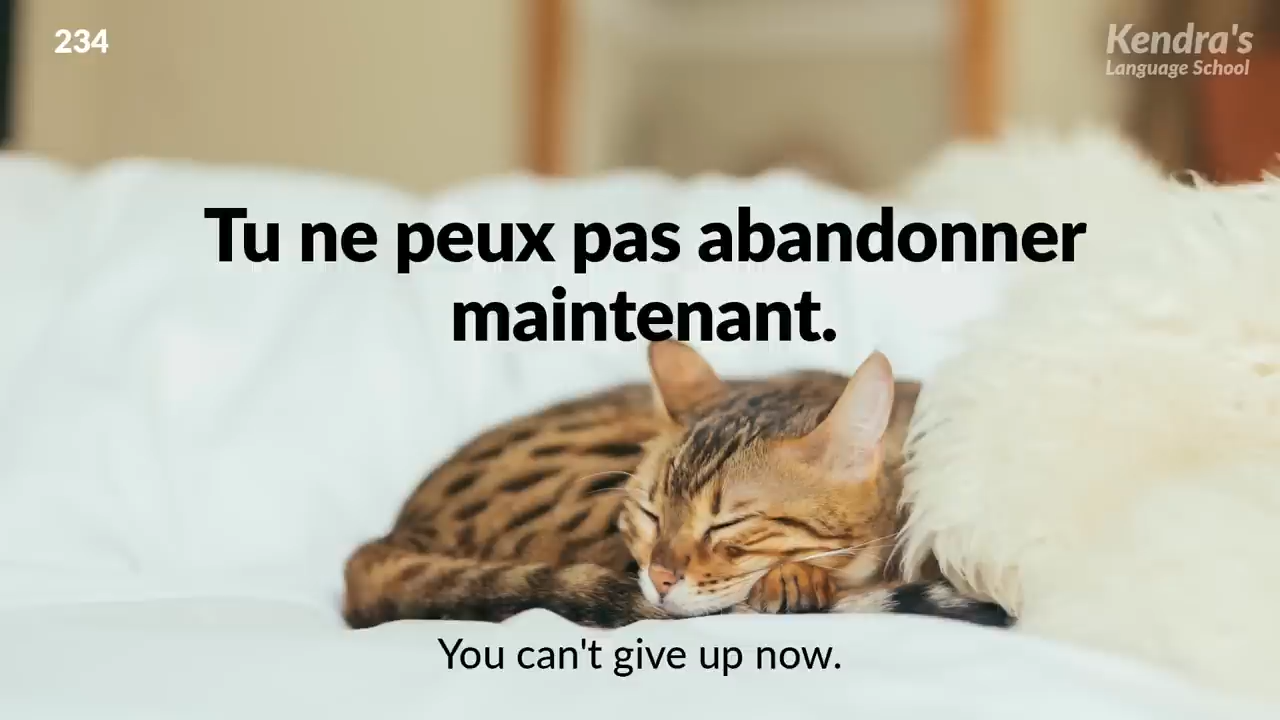 234
Kendra's
Language School
Tu ne peux pas abandonner
maintenant.
You can't give up now.